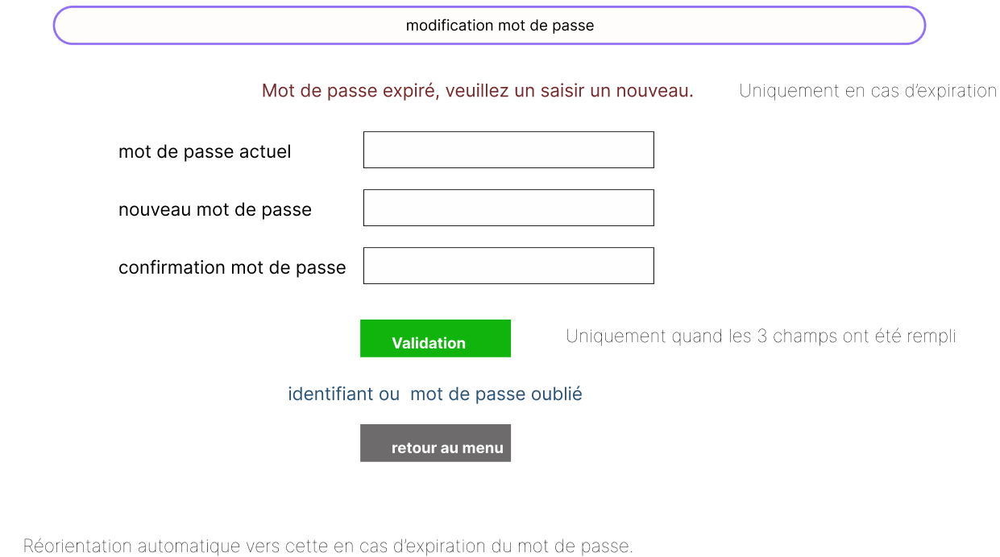 modification mot de passe
Mot de passe expiré, veuillez un saisir un nouveau. Uniquement en cas d’expiration
mot de passe actuel
nouveau mot de passe
confirmation mot de passe
Validation Uniquement quand les 3 champs ont été rempli
identifiant ou mot de passe oublié
retour au menu
Réorientation automatique vers cette en cas d’expiration du mot de passe.